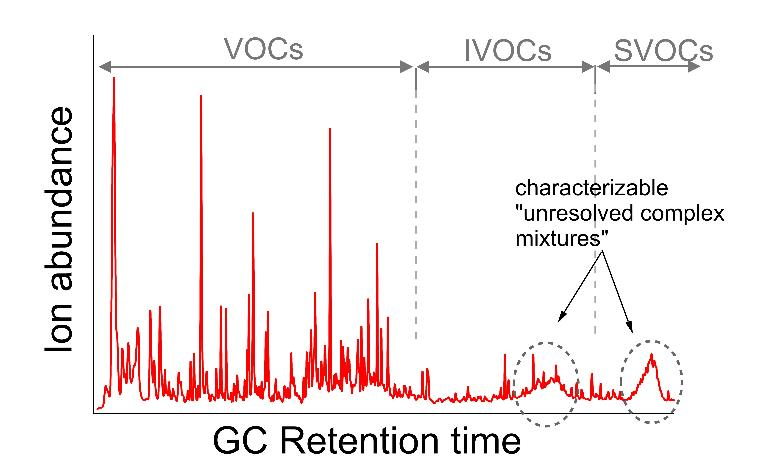 VOCs
IVOCs
SVOCs
characterizable
"unresolved complex
mixtures"
Ion abundance
GC Retention time